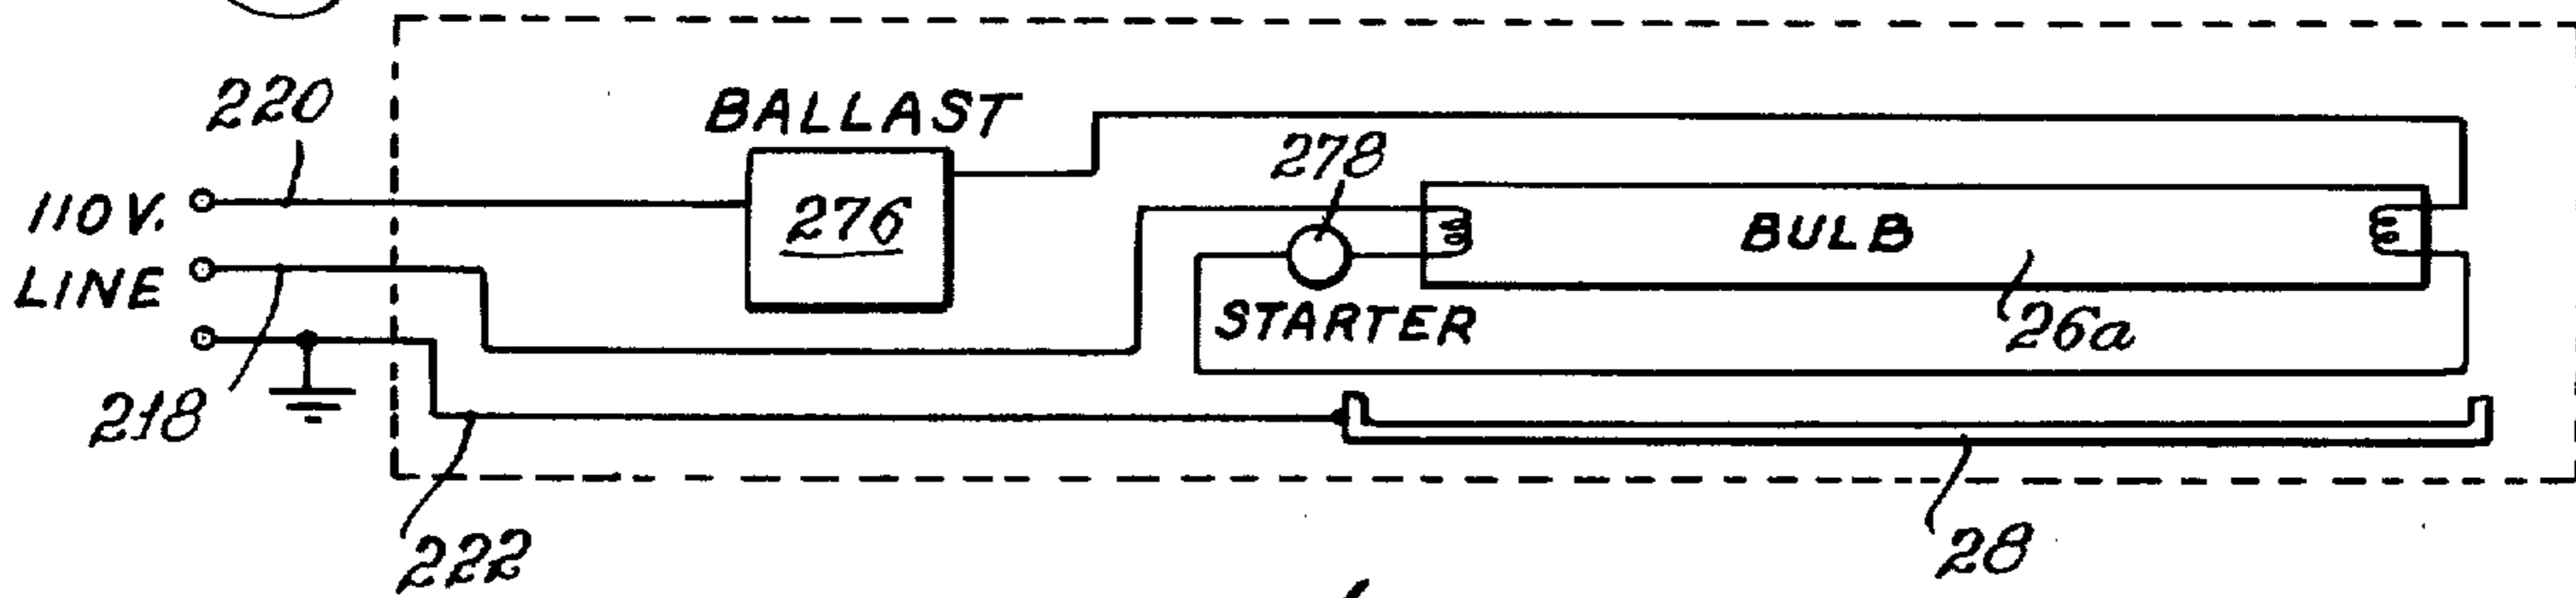 220
BALLAST
278
110V.
276
BULB
LINE
STARTER
26a
218
222
28